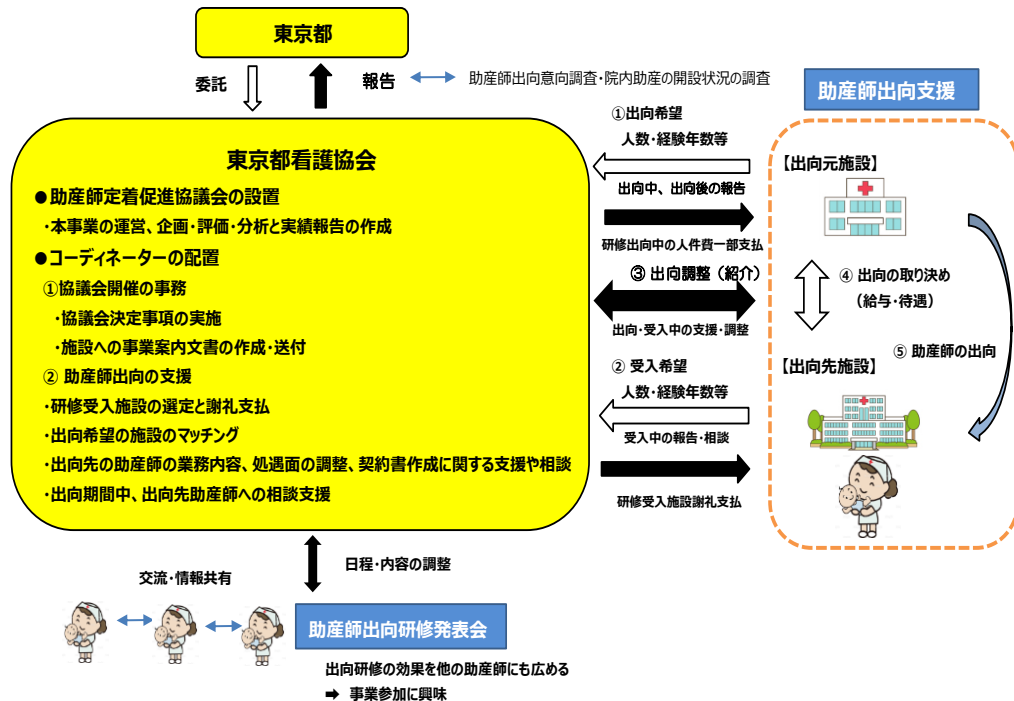 東京都
委託
報告
助産師出向意向調査・院内助産の開設状況の調査
助産師出向支援
東京都看護協会
●助産師定着促進協議会の設置
・本事業の運営、企画・評価・分析と実績報告の作成
●コーディネーターの配置
①協議会開催の事務
・協議会決定事項の実施
・施設への事業案内文書の作成・送付
② 助産師出向の支援
・研修受入施設の選定と謝礼支払
・出向希望の施設のマッチング
・出向先の助産師の業務内容、処遇面の調整、契約書作成に関する支援や相談
・出向期間中、出向先助産師への相談支援
①出向希望
人数・経験年数等
出向中、出向後の報告
研修出向中の人件費一部支払
③ 出向調整（紹介）
出向・受入中の支援・調整
② 受入希望
人数・経験年数等
受入中の報告・相談
研修受入施設謝礼支払
【出向元施設】
④ 出向の取り決め
（給与・待遇）
⑤ 助産師の出向
【出向先施設】
日程・内容の調整
交流・情報共有
助産師出向研修発表会
出向研修の効果を他の助産師にも広める
➡ 事業参加に興味